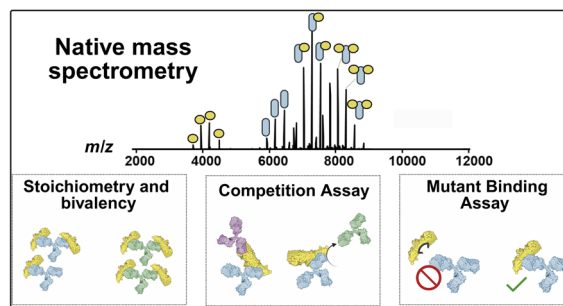 Native mass
spectrometry
m/z
2000 4000 6000 8000 10000 12000
Stoichiometry and
bivalency
Competition Assay
Mutant Binding
Assay